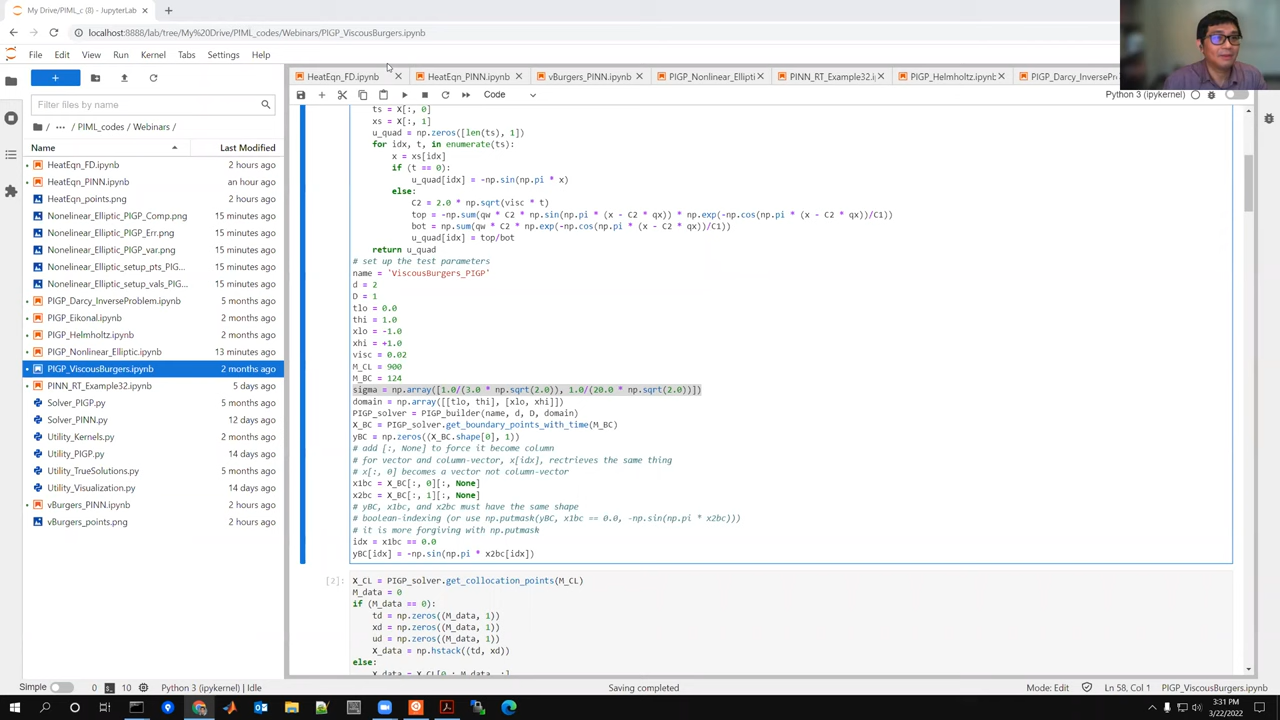 My Drive/PIML_c (8) - JupyterLab
localhost:8888/lab/tree/My%20Drive/PIML_codes/Webinars/PIGP_ViscousBurgers.ipynb
File Edit View Run Kernel Tabs Settings Help
HeatEqn_FD.ipynb
HeatEqn_PINN.ipynb
vBurgers_PINN.ipynb
PIGP_Nonlinear_Ellipti
PINN_RT_Example32.i
PIGP_Helmholtz.ipynb
PIGP_Darcy_InversePr
Code
Python 3 (ipykernel)
Filter files by name
/ ··· / PIML_codes / Webinars /
Name Last Modified
HeatEqn_FD.ipynb 2 hours ago
HeatEqn_PINN.ipynb an hour ago
HeatEqn_points.png 2 hours ago
Nonelinear_Elliptic_PIGP_Comp.png 15 minutes ago
Nonelinear_Elliptic_PIGP_Err.png 15 minutes ago
Nonelinear_Elliptic_PIGP_var.png 15 minutes ago
Nonelinear_Elliptic_setup_pts_PIG... 15 minutes ago
Nonelinear_Elliptic_setup_vals_PIG... 15 minutes ago
PIGP_Darcy_InverseProblem.ipynb 5 months ago
PIGP_Eikonal.ipynb 2 months ago
PIGP_Helmholtz.ipynb 2 months ago
PIGP_Nonlinear_Elliptic.ipynb 13 minutes ago
PIGP_ViscousBurgers.ipynb 2 months ago
PINN_RT_Example32.ipynb 5 days ago
Solver_PIGP.py 2 months ago
Solver_PINN.py 12 days ago
Utility_Kernels.py 2 months ago
Utility_PIGP.py 14 days ago
Utility_TrueSolutions.py 5 months ago
Utility_Visualization.py 14 days ago
vBurgers_PINN.ipynb 2 hours ago
vBurgers_points.png 2 hours ago
ts = X[:, 0]
xs = X[:, 1]
u_quad = np.zeros([len(ts), 1])
for idx, t, in enumerate(ts):
x = xs[idx]
if (t == 0):
u_quad[idx] = -np.sin(np.pi * x)
else:
C2 = 2.0 * np.sqrt(visc * t)
top = -np.sum(qw * C2 * np.sin(np.pi * (x - C2 * qx)) * np.exp(-np.cos(np.pi * (x - C2 * qx))/C1))
bot = np.sum(qw * C2 * np.exp(-np.cos(np.pi * (x - C2 * qx))/C1))
u_quad[idx] = top/bot
return u_quad
# set up the test parameters
name = 'ViscousBurgers_PIGP'
d = 2
D = 1
tlo = 0.0
thi = 1.0
xlo = -1.0
xhi = +1.0
visc = 0.02
M_CL = 900
M_BC = 124
sigma = np.array([1.0/(3.0 * np.sqrt(2.0)), 1.0/(20.0 * np.sqrt(2.0))])
domain = np.array([[tlo, thi], [xlo, xhi]])
PIGP_solver = PIGP_builder(name, d, D, domain)
X_BC = PIGP_solver.get_boundary_points_with_time(M_BC)
yBC = np.zeros((X_BC.shape[0], 1))
# add [:, None] to force it become column
# for vector and column-vector, x[idx], rectrieves the same thing
# x[:, 0] becomes a vector not column-vector
x1bc = X_BC[:, 0][:, None]
x2bc = X_BC[:, 1][:, None]
# yBC, x1bc, and x2bc must have the same shape
# boolean-indexing (or use np.putmask(yBC, x1bc == 0.0, -np.sin(np.pi * x2bc)))
# it is more forgiving with np.putmask
idx = x1bc == 0.0
yBC[idx] = -np.sin(np.pi * x2bc[idx])
[2]: X_CL = PIGP_solver.get_collocation_points(M_CL)
M_data = 0
if (M_data == 0):
td = np.zeros((M_data, 1))
xd = np.zeros((M_data, 1))
ud = np.zeros((M_data, 1))
X_data = np.hstack((td, xd))
else:
X_data = X_CL[0 : M_data, :]
Simple 0 10 Python 3 (ipykernel) | Idle
Saving completed
Mode: Edit Ln 58, Col 1 PIGP_ViscousBurgers.ipynb
3:31 PM
3/22/2022